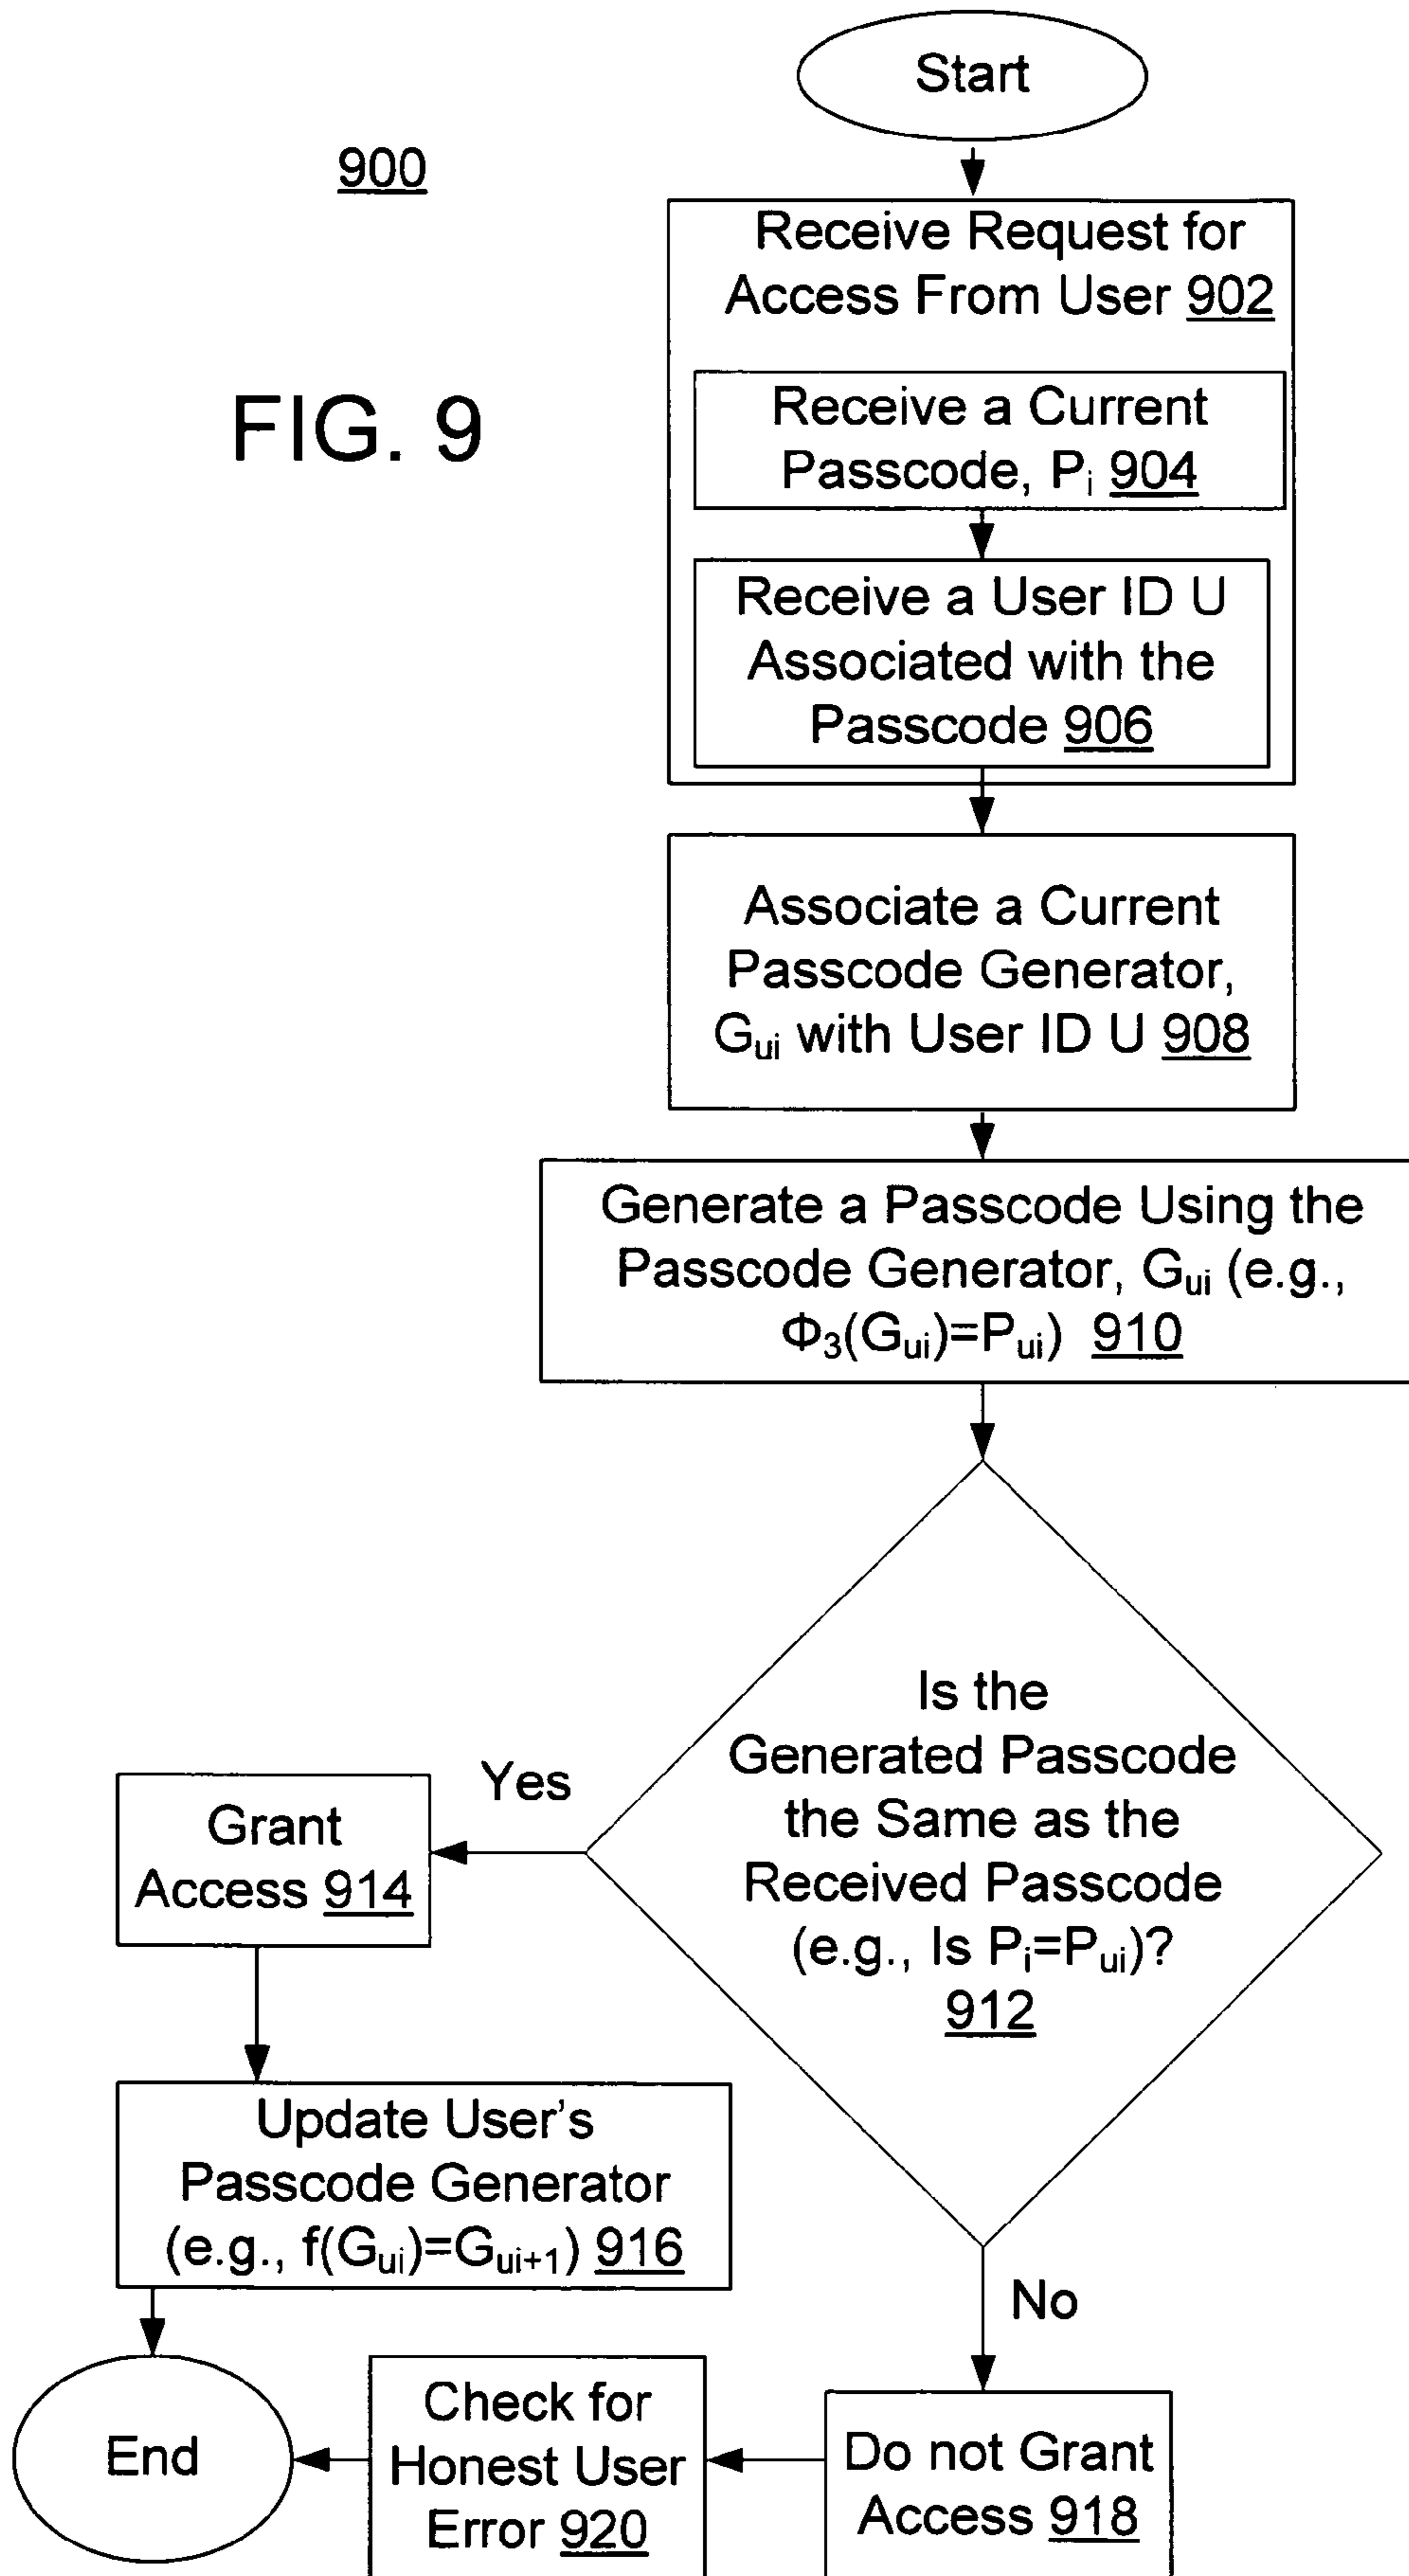 Start
900
FIG. 9
Receive Request for
Access From User 902
Receive a Current
Passcode, Pi 904
Receive a User ID U
Associated with the
Passcode 906
Associate a Current
Passcode Generator,
Gui with User ID U 908
Generate a Passcode Using the
Passcode Generator, Gui (e.g.,
Φ3(Gui)=Pui) 910
Is the
Generated Passcode
the Same as the
Received Passcode
(e.g., Is Pi=Pui)?
912
Yes
Grant
Access 914
Update User’s
Passcode Generator
(e.g., f(Gui)=Gui+1) 916
No
Do not Grant
Access 918
Check for
Honest User
Error 920
End